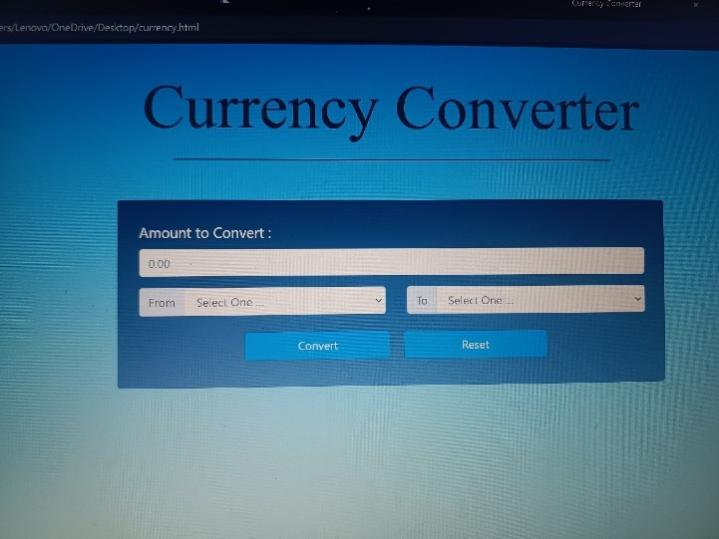 Currency Converter
ers/Lenovo/OneDrive/Desktop/currency.html
Currency Converter
Amount to Convert :
0.00
From Select One ... To Select One ...
Convert Reset